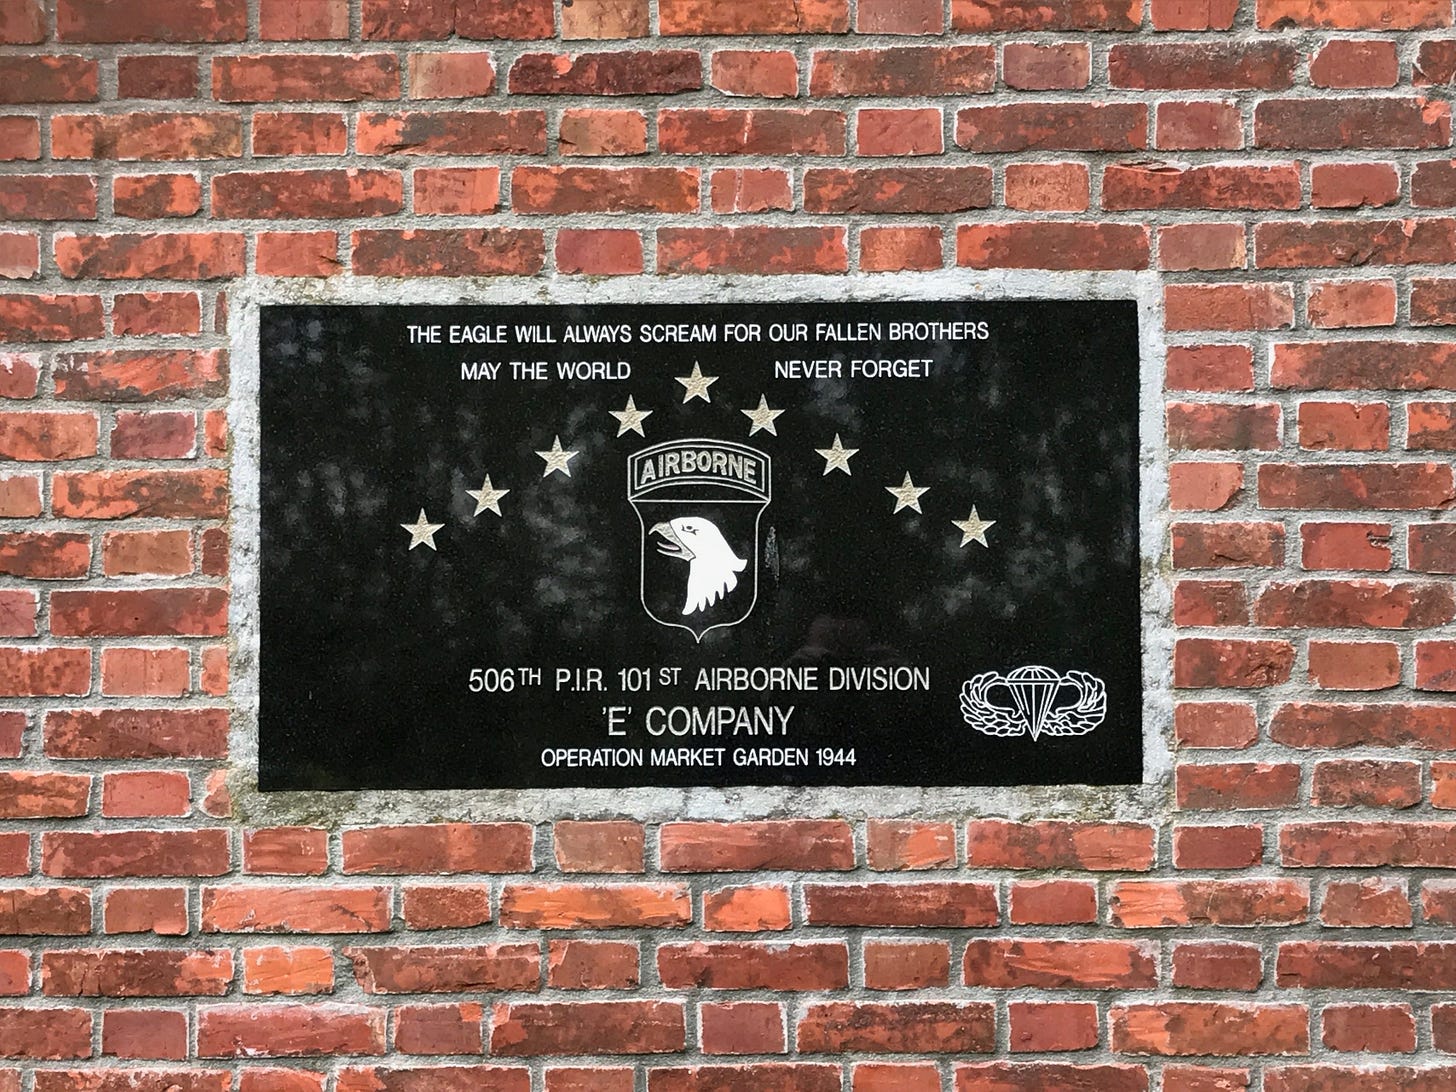 THE EAGLE WILL ALWAYS SCREAM FOR OUR FALLEN BROTHERS
MAY THE WORLD NEVER FORGET
AIRBORNE
506TH P.I.R. 101ST AIRBORNE DIVISION
'E' COMPANY
OPERATION MARKET GARDEN 1944